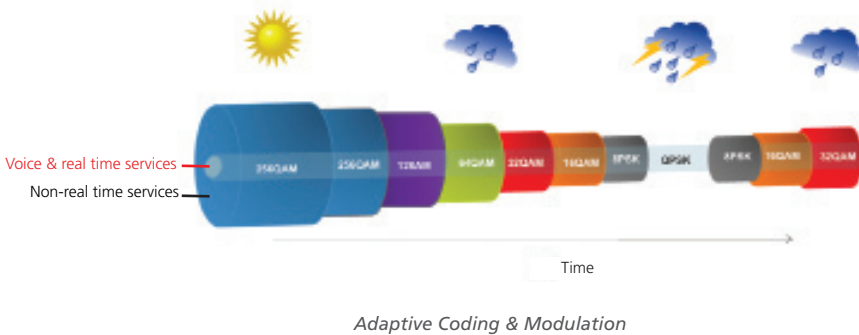 Voice & real time services
Non-real time services
256QAM
256QAM
128AM
64QAM
32QAM
16QAM
8PSK
QPSK
8PSK
16QAM
32QAM
Time
Adaptive Coding & Modulation